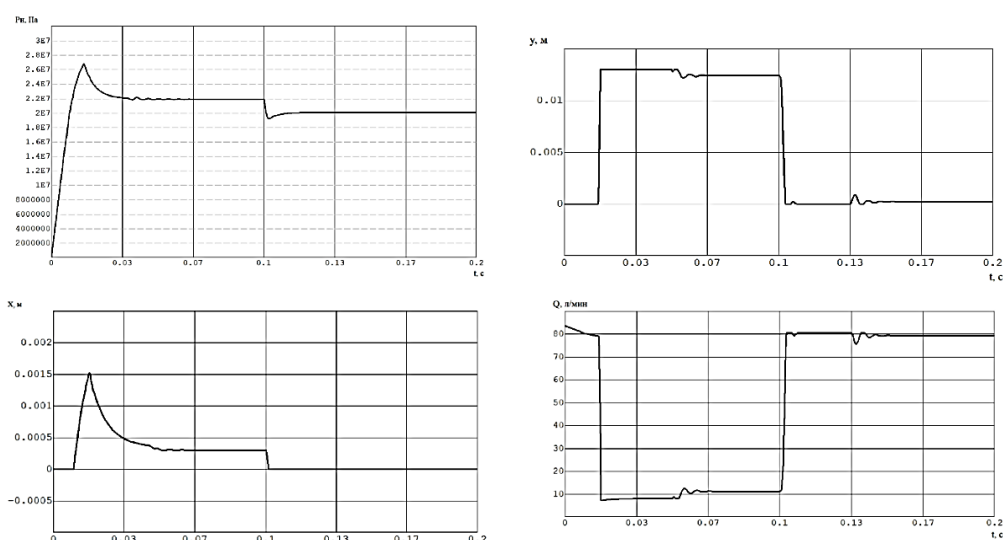 Pн, Па
3E7
2.8E7
2.6E7
2.4E7
2.2E7
2E7
1.8E7
1.6E7
1.4E7
1.2E7
1E7
8000000
6000000
4000000
2000000
0 0.03 0.07 0.1 0.13 0.17 0.2
t, с
y, м
0.01
0.005
0
0 0.03 0.07 0.1 0.13 0.17 0.2
t, с
X, м
0.002
0.0015
0.001
0.0005
0
-0.0005
0 0.03 0.07 0.1 0.13 0.17 0.2
Q, л/мин
80
70
60
50
40
30
20
10
0 0.03 0.07 0.1 0.13 0.17 0.2
t, с